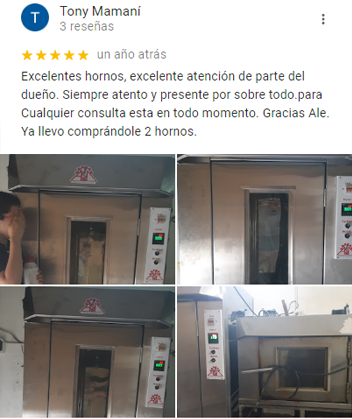 T
Tony Mamaní
3 reseñas
un año atrás
Excelentes hornos, excelente atención de parte del
dueño. Siempre atento y presente por sobre todo.para
Cualquier consulta esta en todo momento. Gracias Ale.
Ya llevo comprándole 2 hornos.